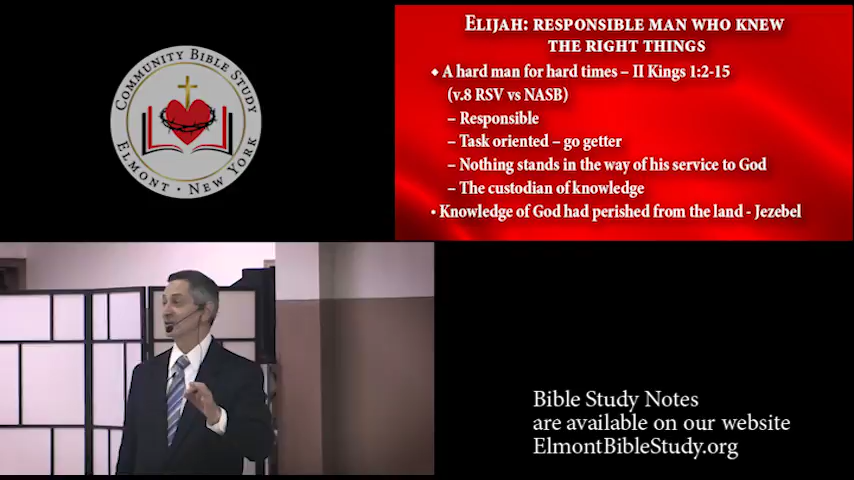 COMMUNITY BIBLE STUDY
ELMONT • NEW YORK
ELIJAH: RESPONSIBLE MAN WHO KNEW
THE RIGHT THINGS
♦ A hard man for hard times – II Kings 1:2-15
(v.8 RSV vs NASB)
– Responsible
– Task oriented – go getter
– Nothing stands in the way of his service to God
– The custodian of knowledge
• Knowledge of God had perished from the land - Jezebel
Bible Study Notes
are available on our website
ElmontBibleStudy.org